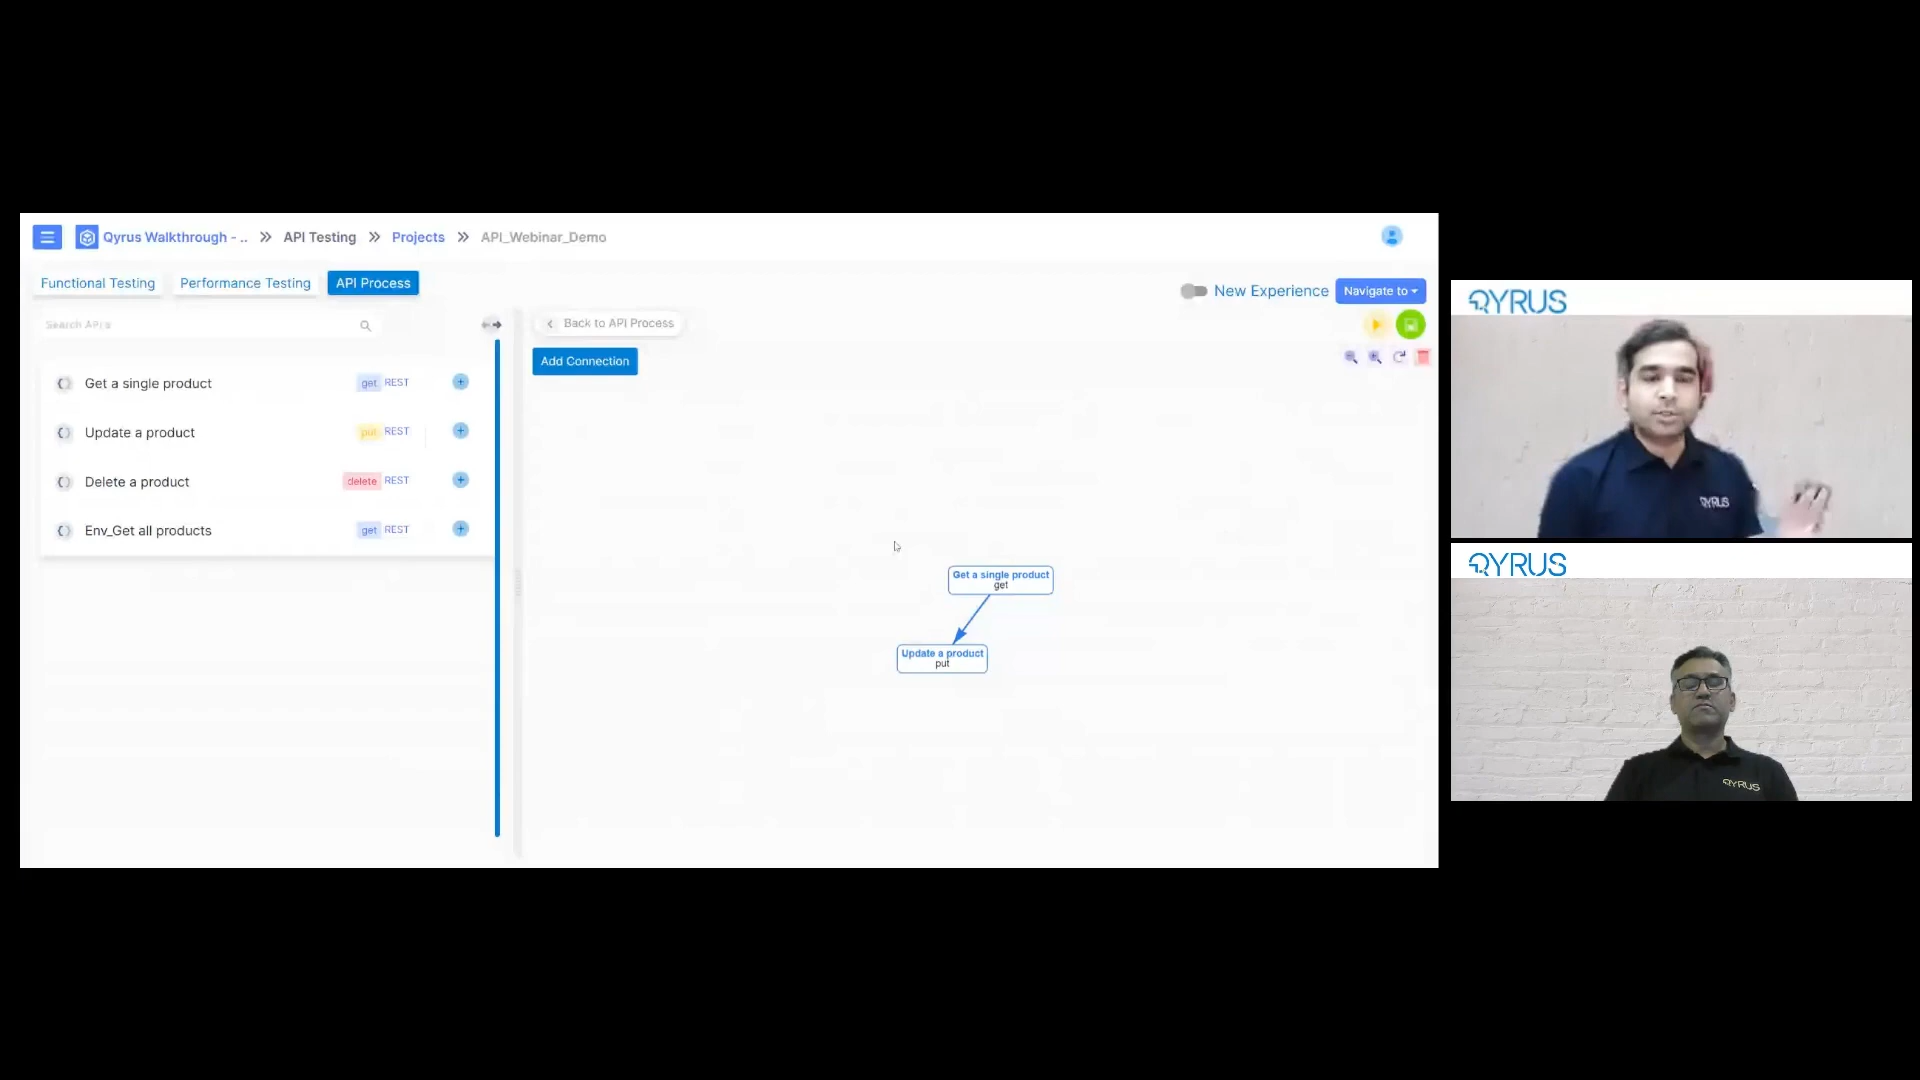 Qyrus Walkthrough - ..
API Testing
Projects
API_Webinar_Demo
Functional Testing
Performance Testing
API Process
New Experience
Navigate to
Search API s
Back to API Process
Add Connection
Get a single product
get REST
Update a product
put REST
Delete a product
delete REST
Env_Get all products
get REST
Get a single product
get
Update a product
put
QYRUS
QYRUS
QYRUS
QYRUS